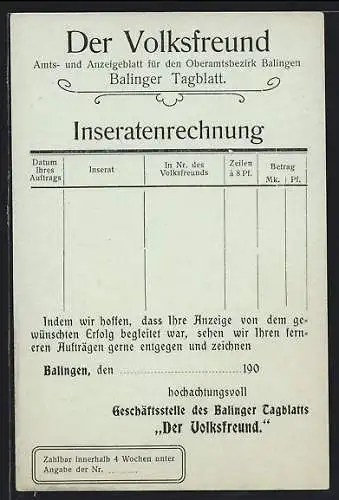 Der Volksfreund
Amts- und Anzeigeblatt für den Oberamtsbezirk Balingen
Balinger Tagblatt.
Inseratenrechnung
Datum Ihres Auftrags
Inserat
In Nr. des Volksfreunds
Zeilen à 8 Pf.
Betrag
Mk. Pf.
Indem wir hoffen, dass Ihre Anzeige von dem ge-
wünschten Erfolg begleitet war, sehen wir Ihren fern-
eren Aufträgen gerne entgegen und zeichnen
Balingen, den ........................ 190
hochachtungsvoll
Geschäftsstelle des Balinger Tagblatts
„Der Volksfreund."
Zahlbar innerhalb 4 Wochen unter
Angabe der Nr. ..........